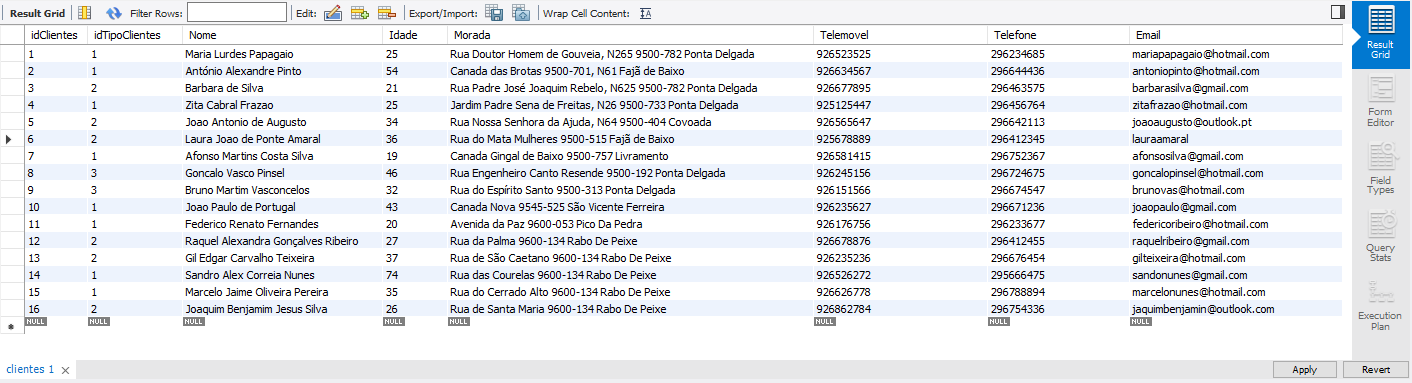 Result Grid Filter Rows: Edit: Export/Import: Wrap Cell Content: IA
idClientes idTipoClientes Nome Idade Morada Telemovel Telefone Email
1 1 Maria Lurdes Papagaio 25 Rua Doutor Homem de Gouveia, N265 9500-782 Ponta Delgada 926523525 296234685 mariapapagaio@hotmail.com
2 1 António Alexandre Pinto 54 Canada das Brotas 9500-701, N61 Fajã de Baixo 926634567 296644436 antoniopinto@hotmail.com
3 2 Barbara de Silva 21 Rua Padre José Joaquim Rebelo, N625 9500-782 Ponta Delgada 926677895 296463575 barbarasilva@gmail.com
4 1 Zita Cabral Frazao 25 Jardim Padre Sena de Freitas, N26 9500-733 Ponta Delgada 925125447 296456764 zitafrazao@hotmail.com
5 2 Joao Antonio de Augusto 34 Rua Nossa Senhora da Ajuda, N64 9500-404 Covoada 926565647 296642113 joaoaugusto@outlook.pt
6 2 Laura Joao de Ponte Amaral 36 Rua do Mata Mulheres 9500-515 Fajã de Baixo 925678889 296412345 lauraamaral
7 1 Afonso Martins Costa Silva 19 Canada Gingal de Baixo 9500-757 Livramento 926581415 296752367 afonsosilva@gmail.com
8 3 Goncalo Vasco Pinsel 46 Rua Engenheiro Canto Resende 9500-192 Ponta Delgada 926245156 296724675 goncalopinsel@hotmail.com
9 3 Bruno Martim Vasconcelos 32 Rua do Espírito Santo 9500-313 Ponta Delgada 926151556 296674547 brunovas@hotmail.com
10 1 Joao Paulo de Portugal 43 Canada Nova 9545-525 São Vicente Ferreira 926235627 296671236 joaopaulo@gmail.com
11 1 Federico Renato Fernandes 20 Avenida da Paz 9600-053 Pico Da Pedra 926176756 296233677 federicoribeiro@hotmail.com
12 2 Raquel Alexandra Gonçalves Ribeiro 27 Rua da Palma 9600-134 Rabo De Peixe 926678876 296412455 raquelribeiro@gmail.com
13 2 Gil Edgar Carvalho Teixeira 37 Rua de São Caetano 9600-134 Rabo De Peixe 926235236 296676454 gilteixeira@hotmail.com
14 1 Sandro Alex Correia Nunes 74 Rua das Courelas 9600-134 Rabo De Peixe 926526272 295666475 sandonunes@gmail.com
15 1 Marcelo Jaime Oliveira Pereira 35 Rua do Cerrado Alto 9600-134 Rabo De Peixe 926626778 296788894 marcelonunes@hotmail.com
16 2 Joaquim Benjamim Jesus Silva 26 Rua de Santa Maria 9600-134 Rabo De Peixe 926862784 296754336 jaquimbenjamin@outlook.com
NULL NULL NULL NULL NULL NULL NULL NULL
Result
Grid
Form
Editor
Field
Types
Query
Stats
Execution
Plan
clientes 1 Apply Revert